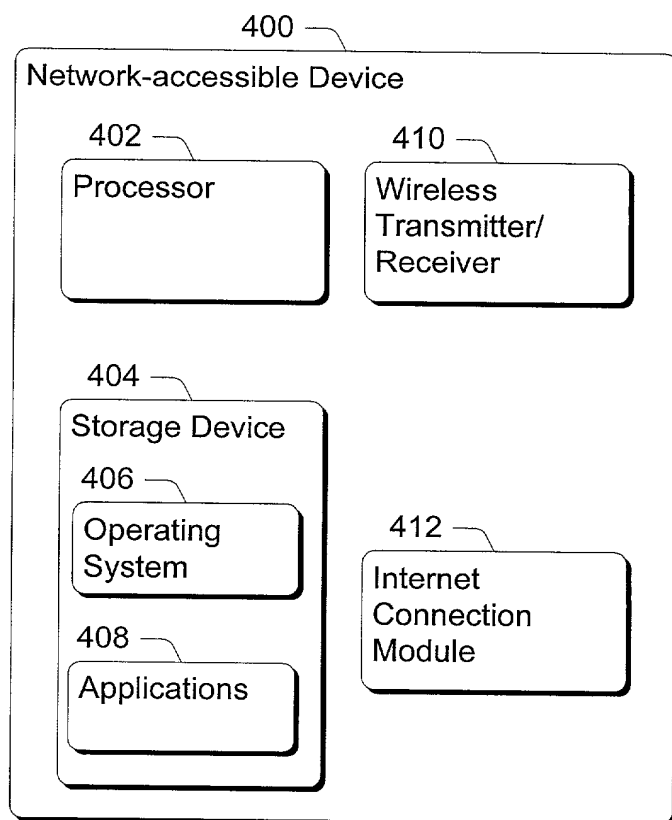 400
Network-accessible Device
402
Processor
410
Wireless
Transmitter/
Receiver
404
Storage Device
406
Operating
System
408
Applications
412
Internet
Connection
Module